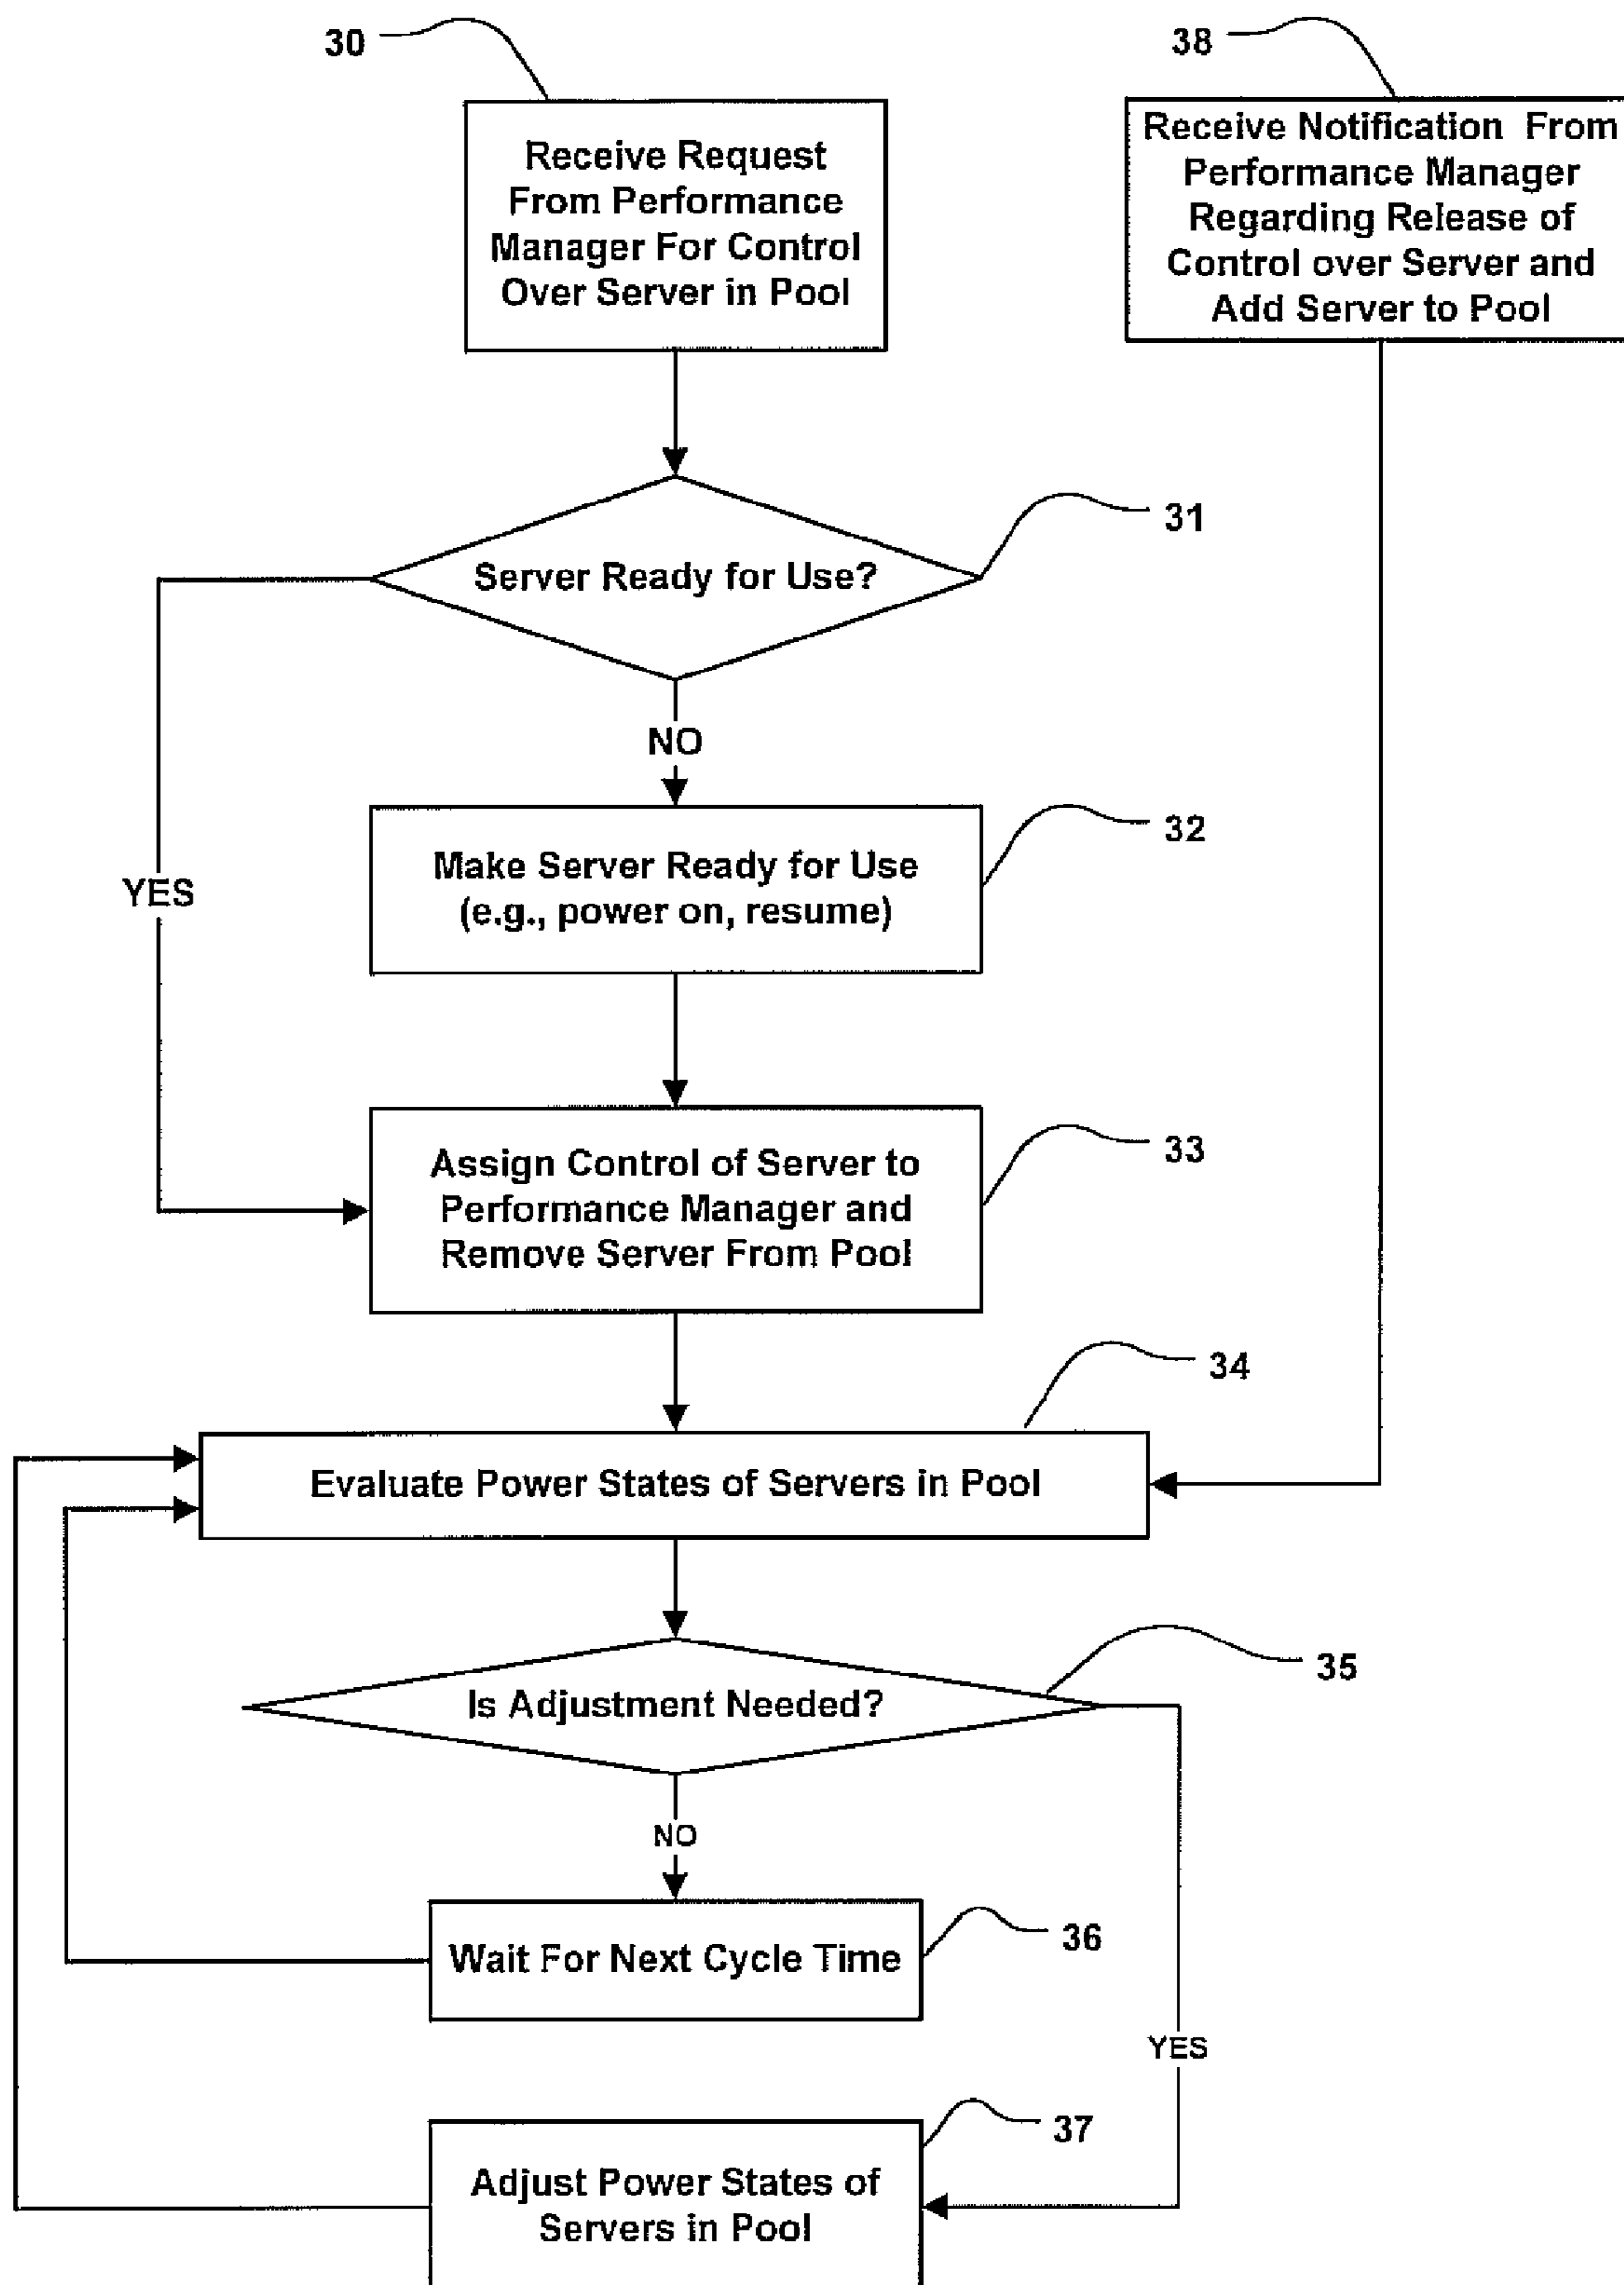 30
Receive Request
From Performance
Manager For Control
Over Server in Pool
38
Receive Notification From
Performance Manager
Regarding Release of
Control over Server and
Add Server to Pool
31
Server Ready for Use?
NO
YES
32
Make Server Ready for Use
(e.g., power on, resume)
33
Assign Control of Server to
Performance Manager and
Remove Server From Pool
34
Evaluate Power States of Servers in Pool
35
Is Adjustment Needed?
NO
36
Wait For Next Cycle Time
YES
37
Adjust Power States of
Servers in Pool